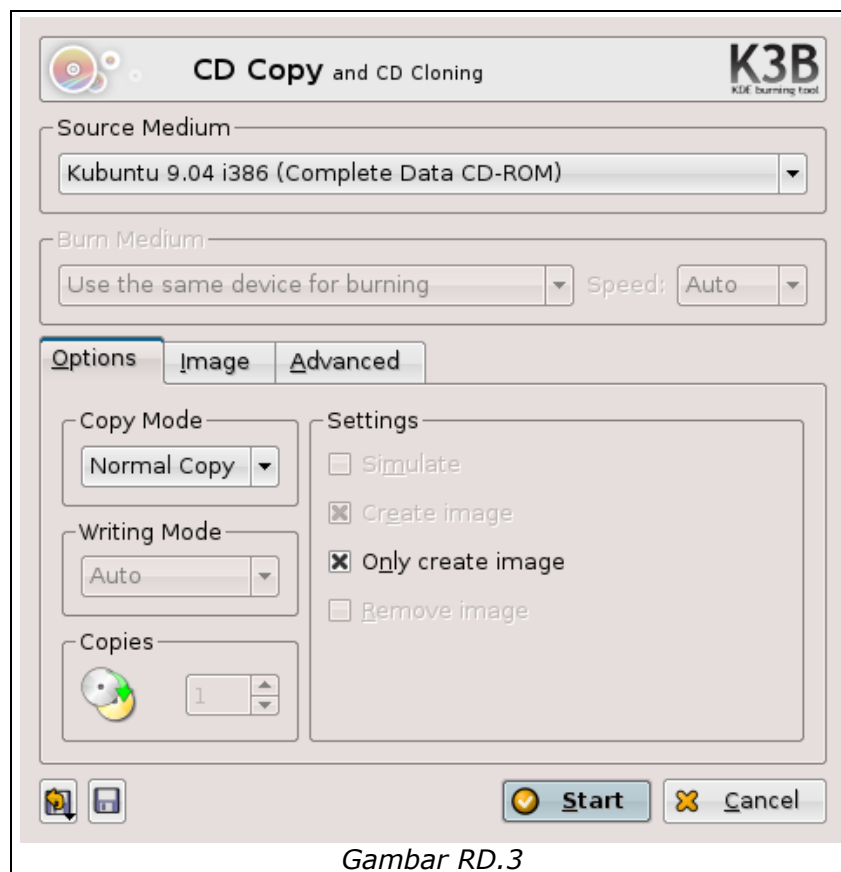 CD Copy and CD Cloning
K3B
KDE burning tool
Source Medium
Kubuntu 9.04 i386 (Complete Data CD-ROM)
Burn Medium
Use the same device for burning Speed: Auto
Options Image Advanced
Copy Mode
Normal Copy
Writing Mode
Auto
Copies
1
Settings
Simulate
Create image
Only create image
Remove image
Start Cancel
Gambar RD.3